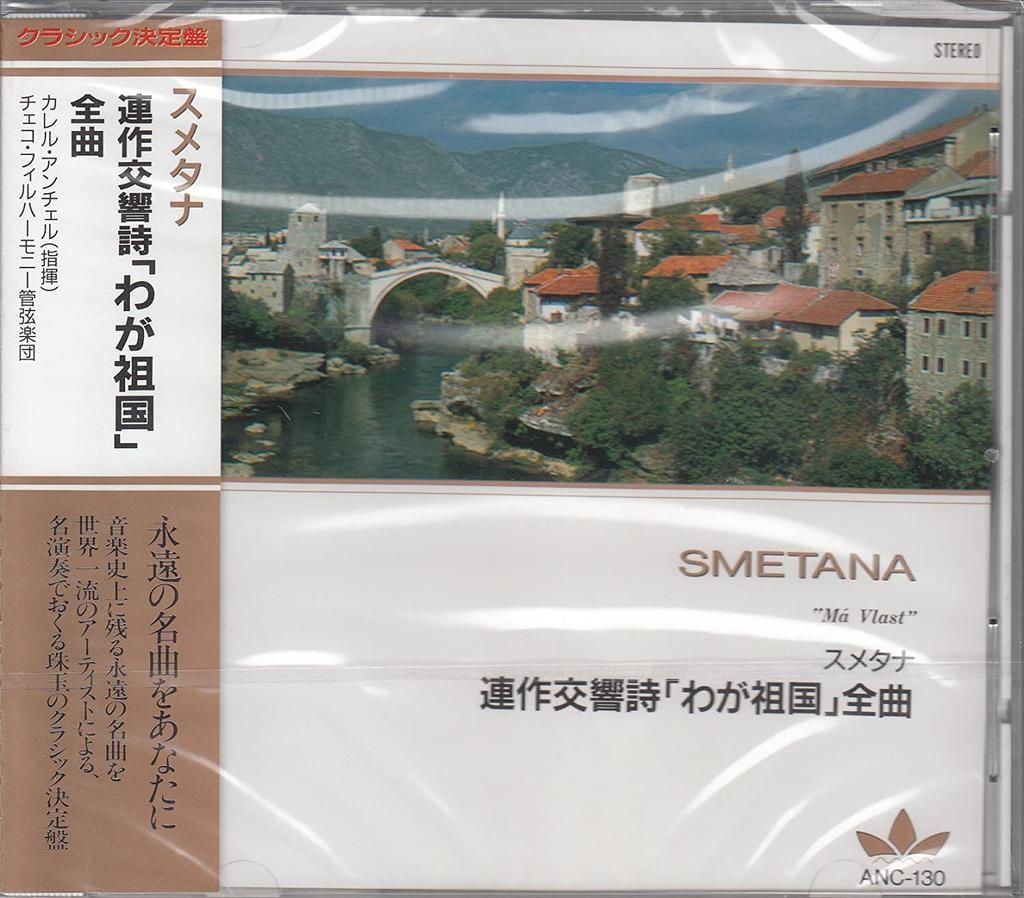 クラシック決定盤
スメタナ
連作交響詩「わが祖国」
全曲
カレル・アンチェル(指揮)
チェコ・フィルハーモニー管弦楽団
永遠の名曲をあなたに
音楽史上に残る永遠の名曲を
世界一流のアーティストによる、
名演奏でおくる珠玉のクラシック決定盤
STEREO
SMETANA
"Má Vlast"
スメタナ
連作交響詩「わが祖国」全曲
ANC-130